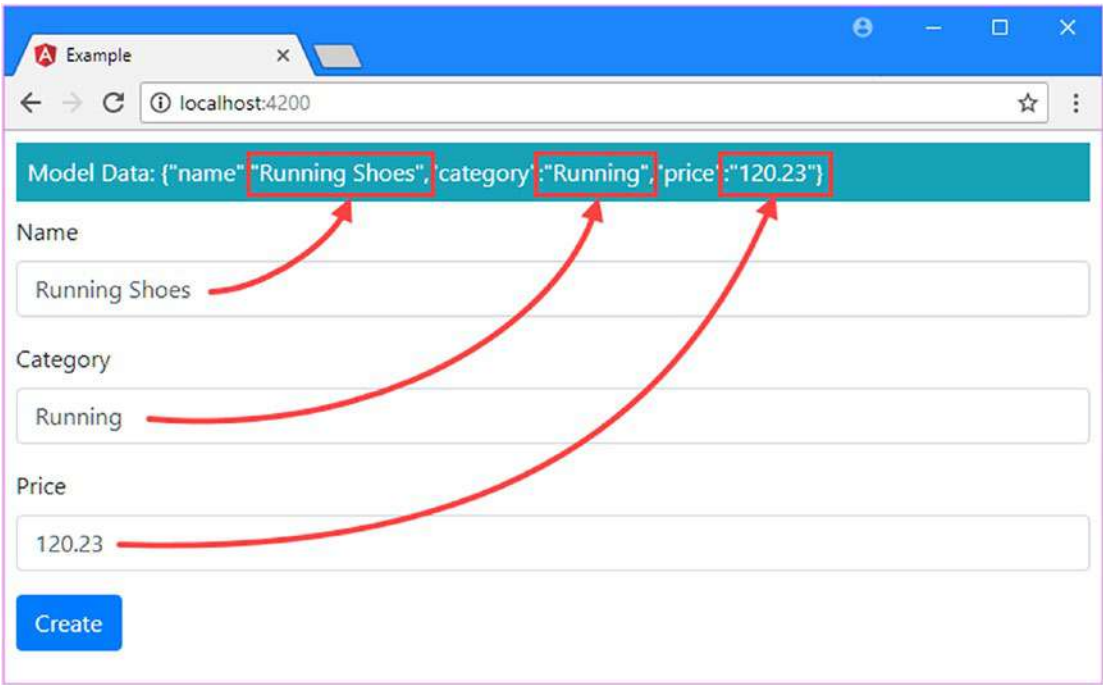 Example
localhost:4200
Model Data: {"name" "Running Shoes", "category":"Running", "price":"120.23"}
Name
Running Shoes
Category
Running
Price
120.23
Create